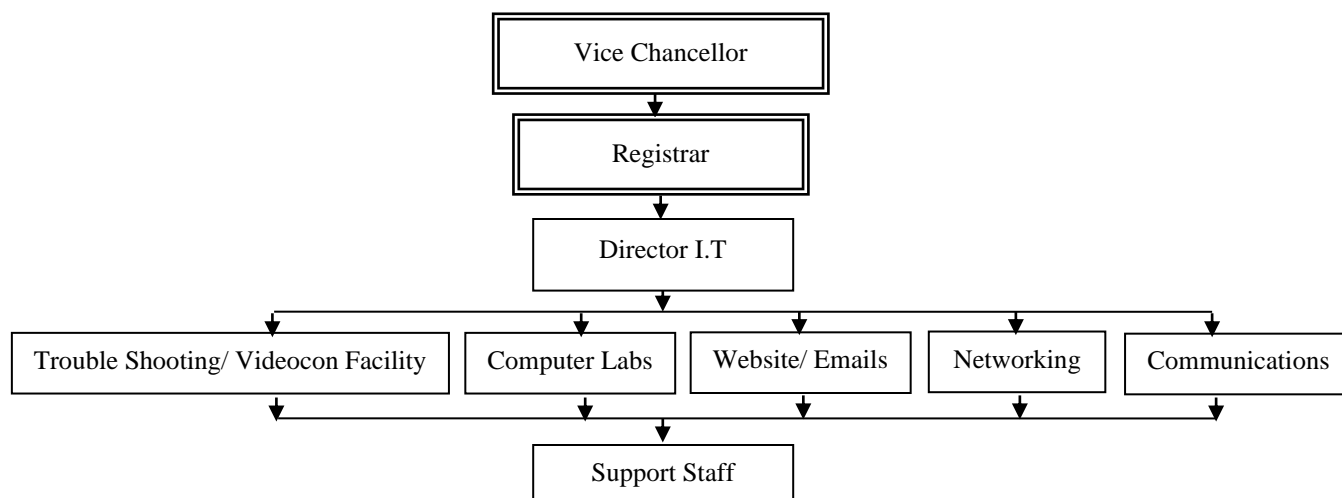 Vice Chancellor
Registrar
Director I.T
Trouble Shooting/ Videocon Facility
Computer Labs
Website/ Emails
Networking
Communications
Support Staff